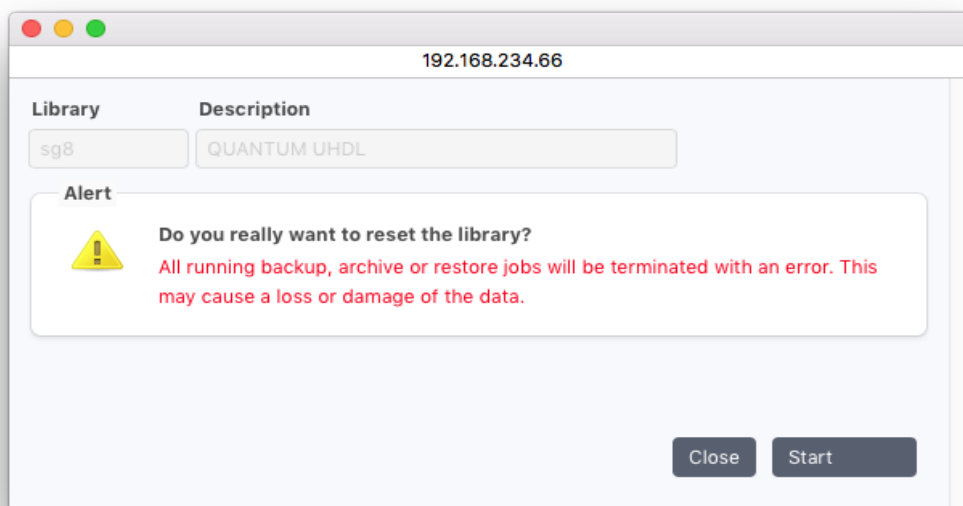 192.168.234.66
Library Description
sg8 QUANTUM UHDL
Alert
Do you really want to reset the library?
All running backup, archive or restore jobs will be terminated with an error. This
may cause a loss or damage of the data.
Close Start